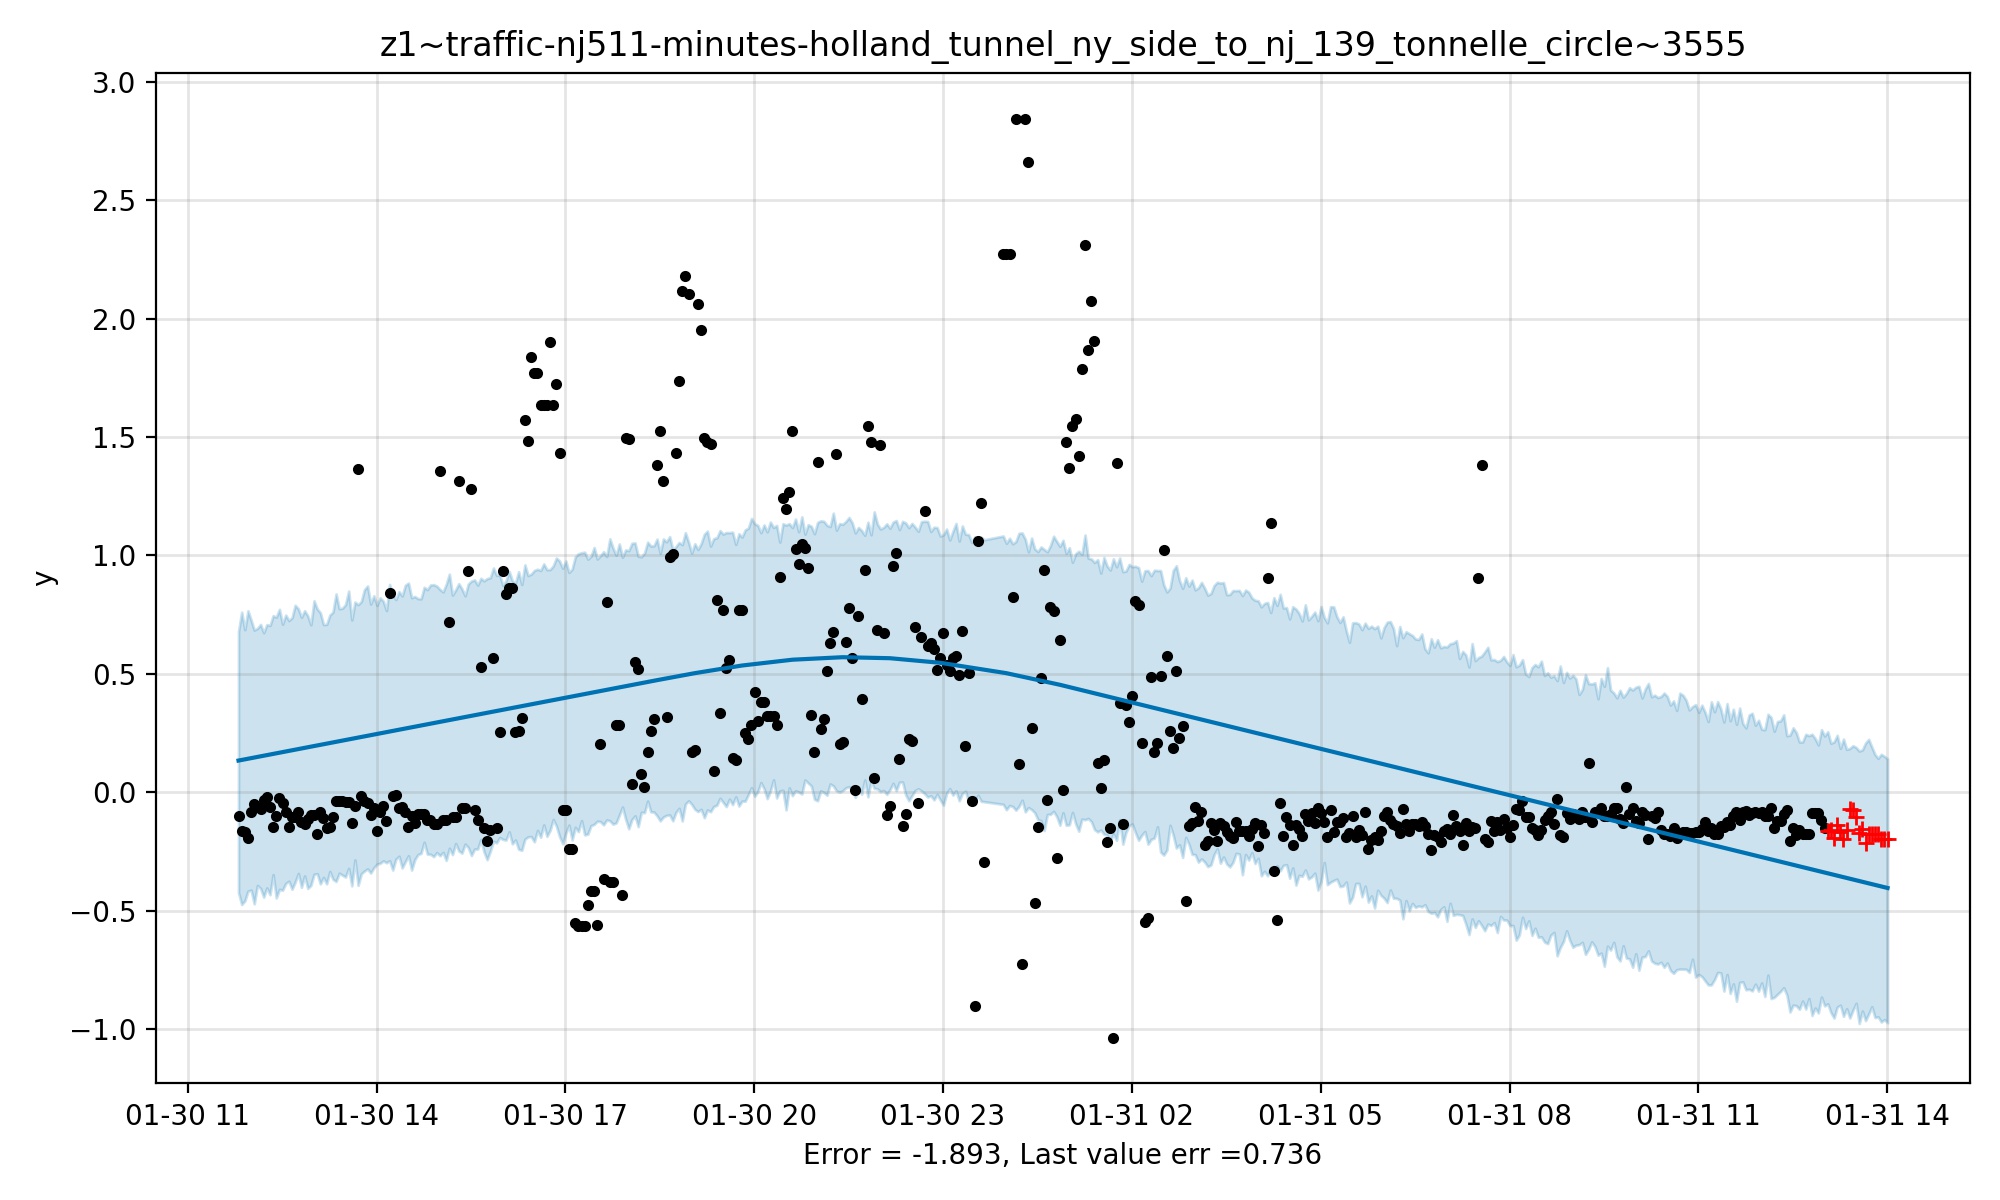 z1~traffic-nj511-minutes-holland_tunnel_ny_side_to_nj_139_tonnelle_circle~3555
3.0
2.5
2.0
1.5
1.0
0.5
0.0
−0.5
−1.0
y
01-30 11 01-30 14 01-30 17 01-30 20 01-30 23 01-31 02 01-31 05 01-31 08 01-31 11 01-31 14
Error = -1.893, Last value err =0.736